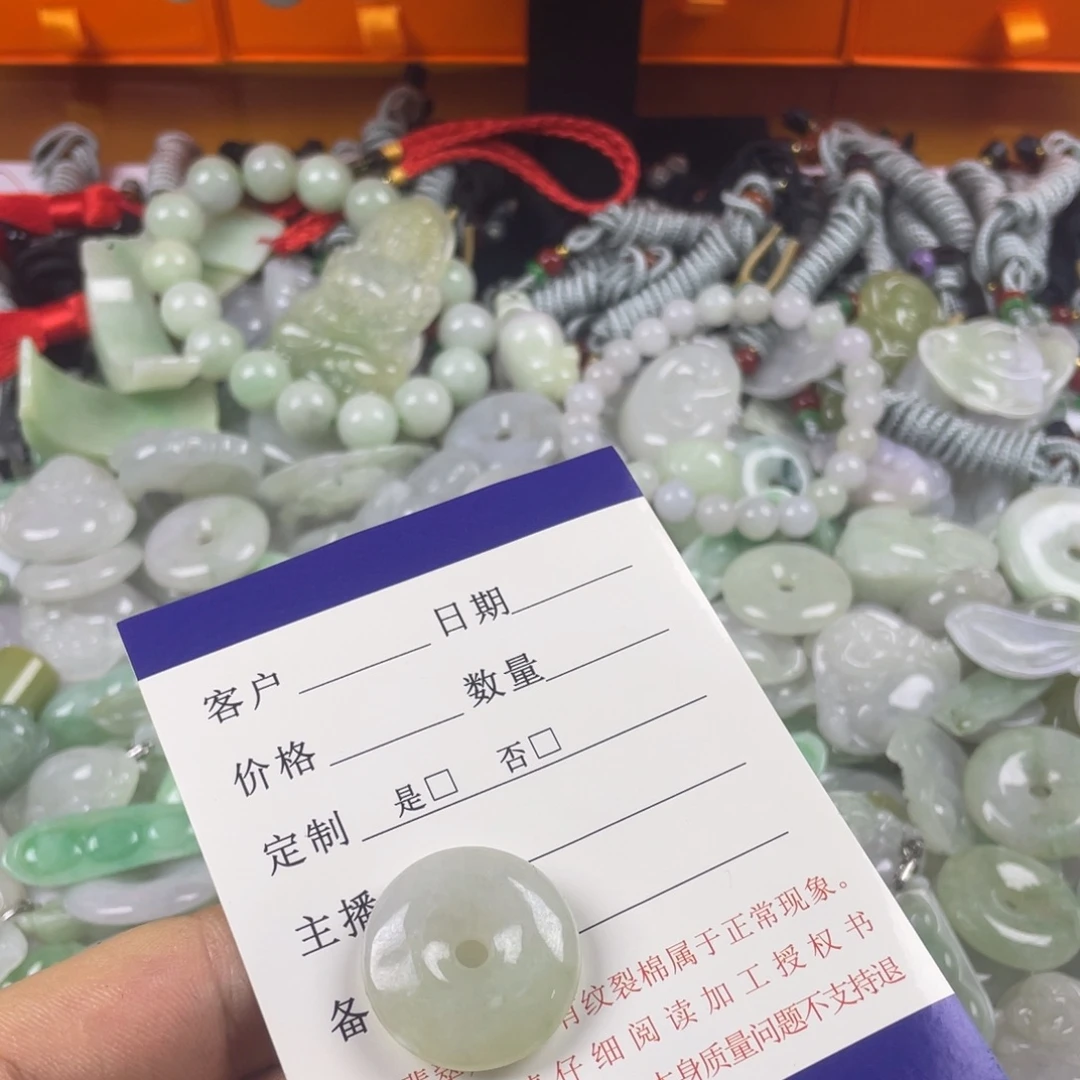 客户 日期
价格 数量
定制 是□ 否□
主播
备
纹裂棉属于正常现象。
仔细阅读加工授权书
身质量问题不支持退